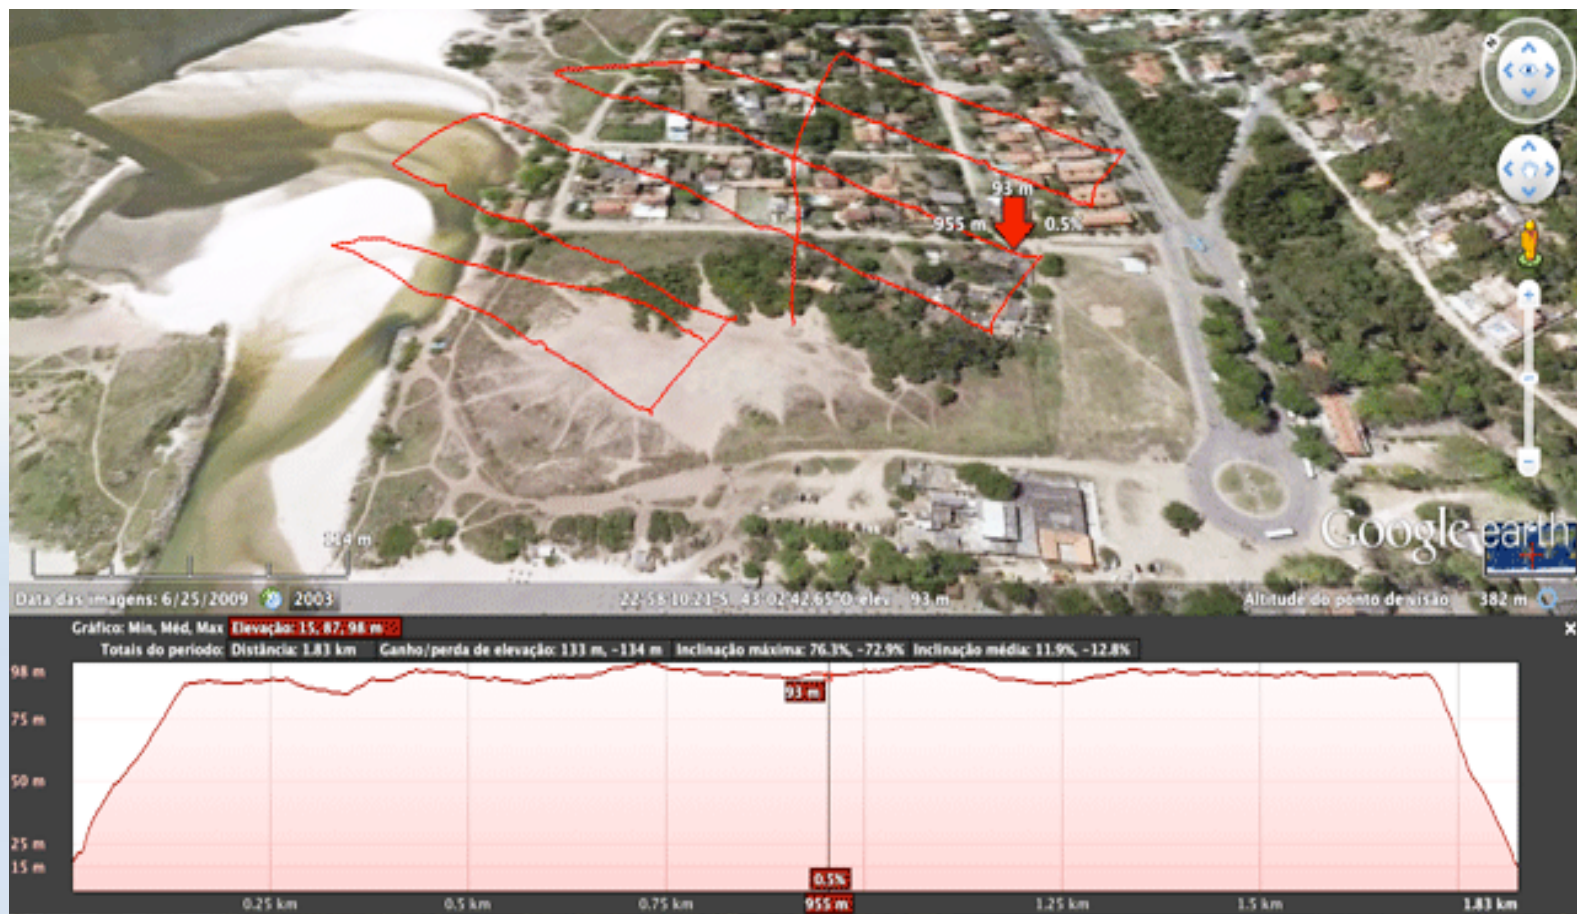 N
93 m
955 m 0.5%
114 m
Google earth
Data das imagens: 6/25/2009 2003 22°58'10.21"S 43°02'42.65"O elev 93 m Altitude do ponto de visão 382 m
Gráfico: Min, Méd, Max Elevação: 15, 87, 98 m
Totais do período: Distância: 1.83 km Ganho/perda de elevação: 133 m, -134 m Inclinação máxima: 76.3%, -72.9% Inclinação média: 11.9%, -12.8%
98 m
93 m
75 m
50 m
25 m
15 m
0.5%
0.25 km 0.5 km 0.75 km 955 m 1.25 km 1.5 km 1.83 km